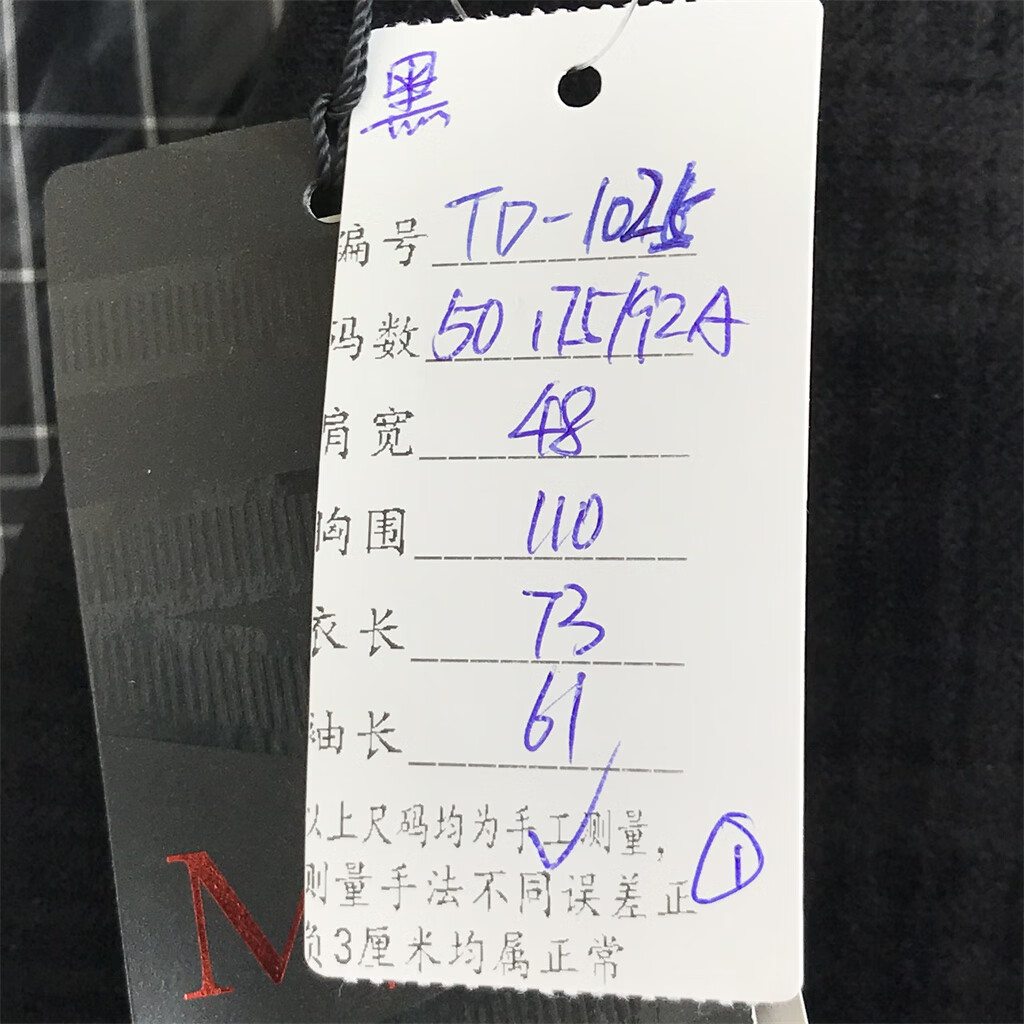 黑
编号 TD-1025
码数 50 175/92A
肩宽 48
胸围 110
衣长 73
袖长 61
以上尺码均为手工测量,
测量手法不同误差正
负3厘米均属正常
①
M